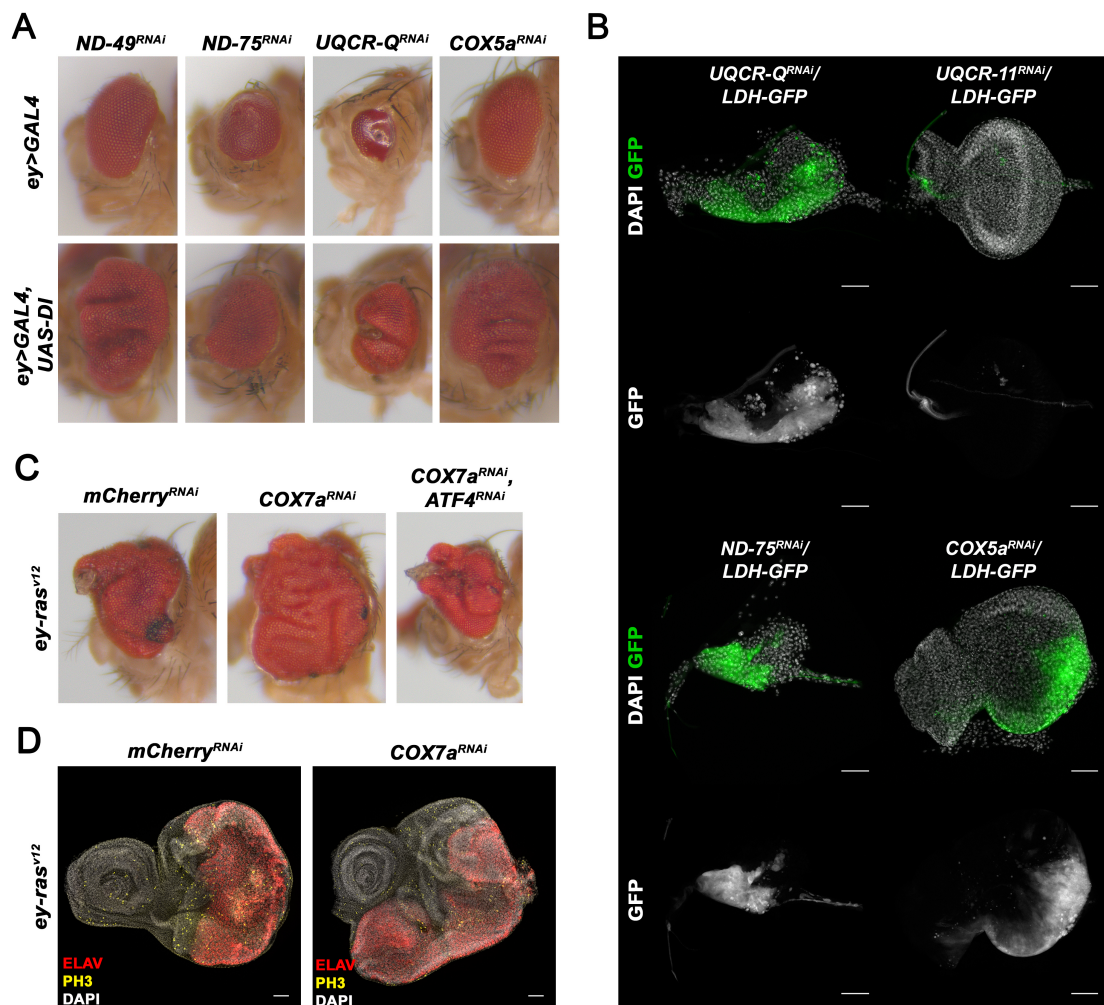 A
ND-49RNAi ND-75RNAi UQCR-QRNAi COX5aRNAi
ey>GAL4
ey>GAL4,
UAS-Dl
B
UQCR-QRNAi/
LDH-GFP
UQCR-11RNAi/
LDH-GFP
DAPI GFP
GFP
ND-75RNAi/
LDH-GFP
COX5aRNAi/
LDH-GFP
DAPI GFP
GFP
C
mCherryRNAi
COX7aRNAi
COX7aRNAi,
ATF4RNAi
ey-rasv12
D
mCherryRNAi
COX7aRNAi
ey-rasv12
ELAV
PH3
DAPI
ELAV
PH3
DAPI